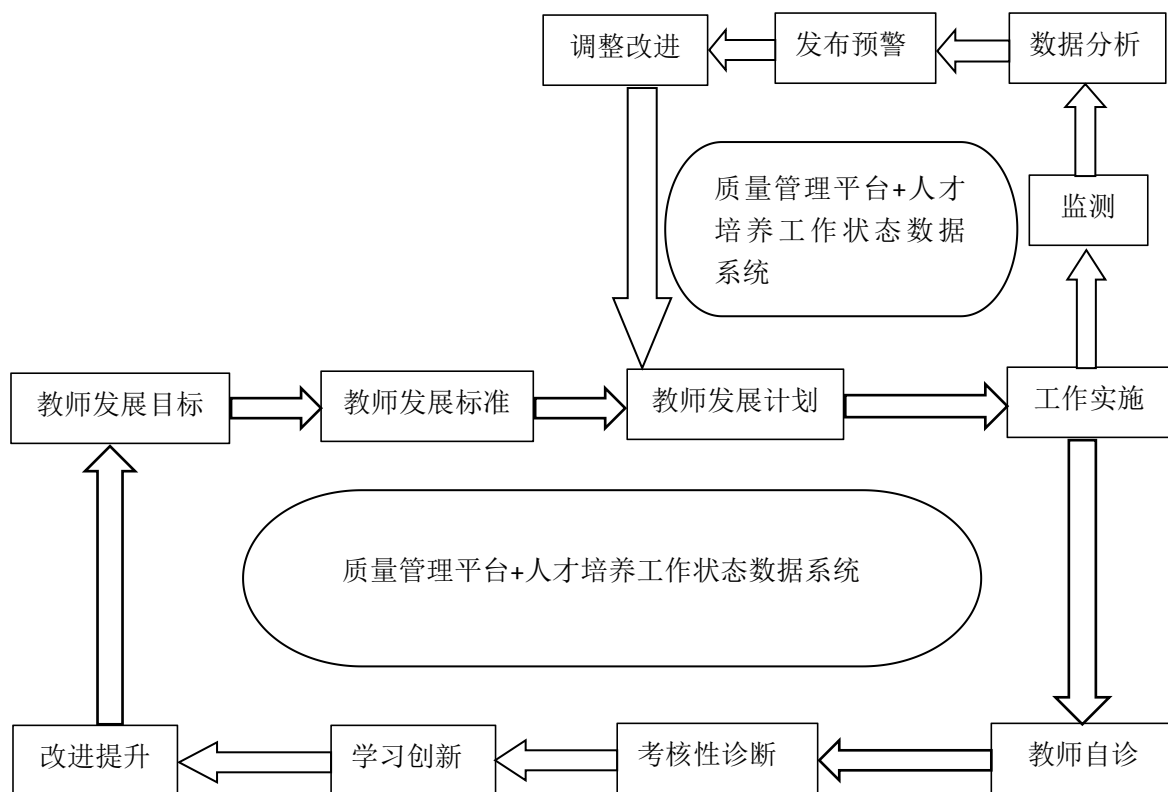 调整改进
发布预警
数据分析
质量管理平台+人才
培养工作状态数据
系统
监测
教师发展目标
教师发展标准
教师发展计划
工作实施
质量管理平台+人才培养工作状态数据系统
改进提升
学习创新
考核性诊断
教师自诊